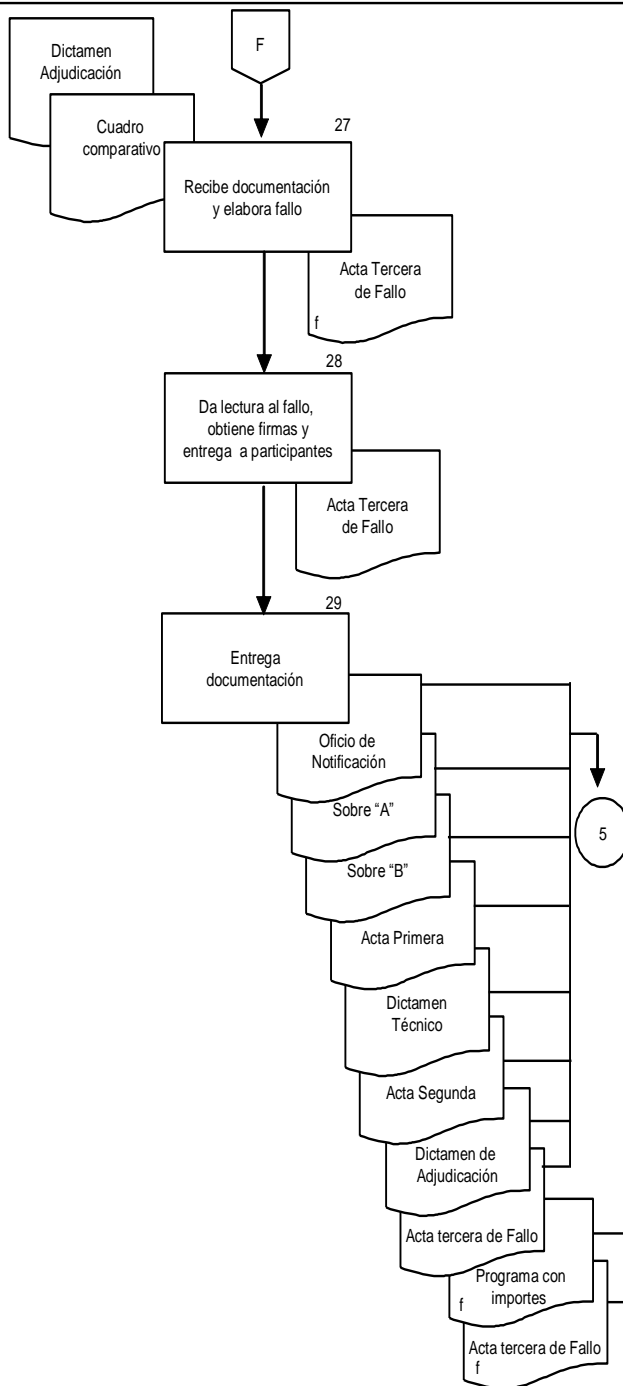 Dictamen
Adjudicación
F
Cuadro
comparativo
27
Recibe documentación
y elabora fallo
Acta Tercera
de Fallo
f
28
Da lectura al fallo,
obtiene firmas y
entrega a participantes
Acta Tercera
de Fallo
29
Entrega
documentación
Oficio de
Notificación
Sobre “A”
5
Sobre “B”
Acta Primera
Dictamen
Técnico
Acta Segunda
Dictamen de
Adjudicación
Acta tercera de Fallo
Programa con
importes
f
Acta tercera de Fallo
f